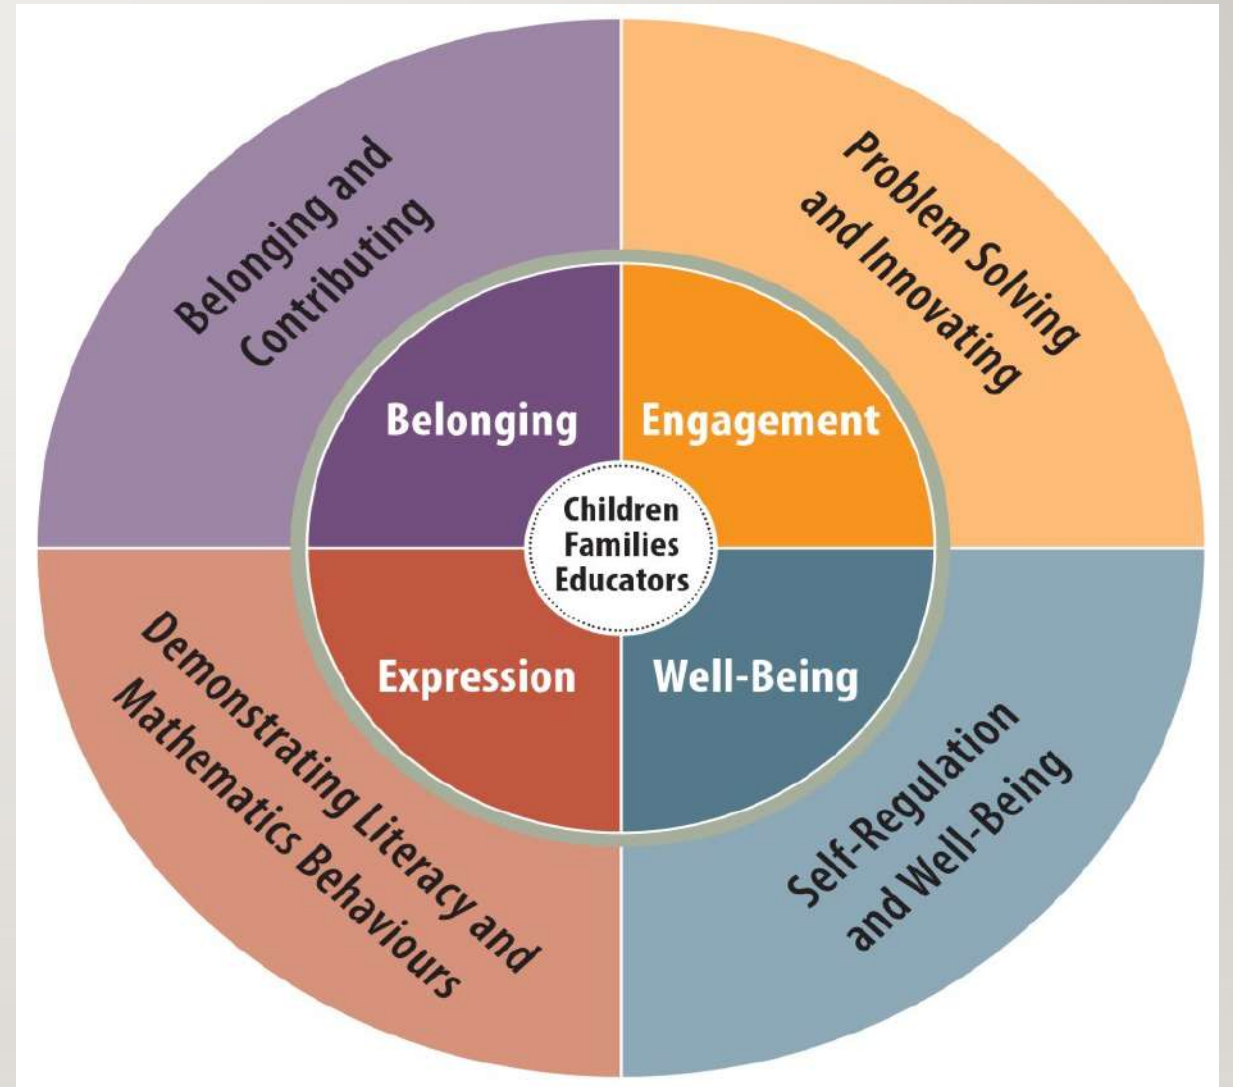 Belonging and
Contributing
Problem Solving
and Innovating
Belonging
Engagement
Children
Families
Educators
Expression
Well-Being
Demonstrating Literacy and
Mathematics Behaviours
Self-Regulation
and Well-Being